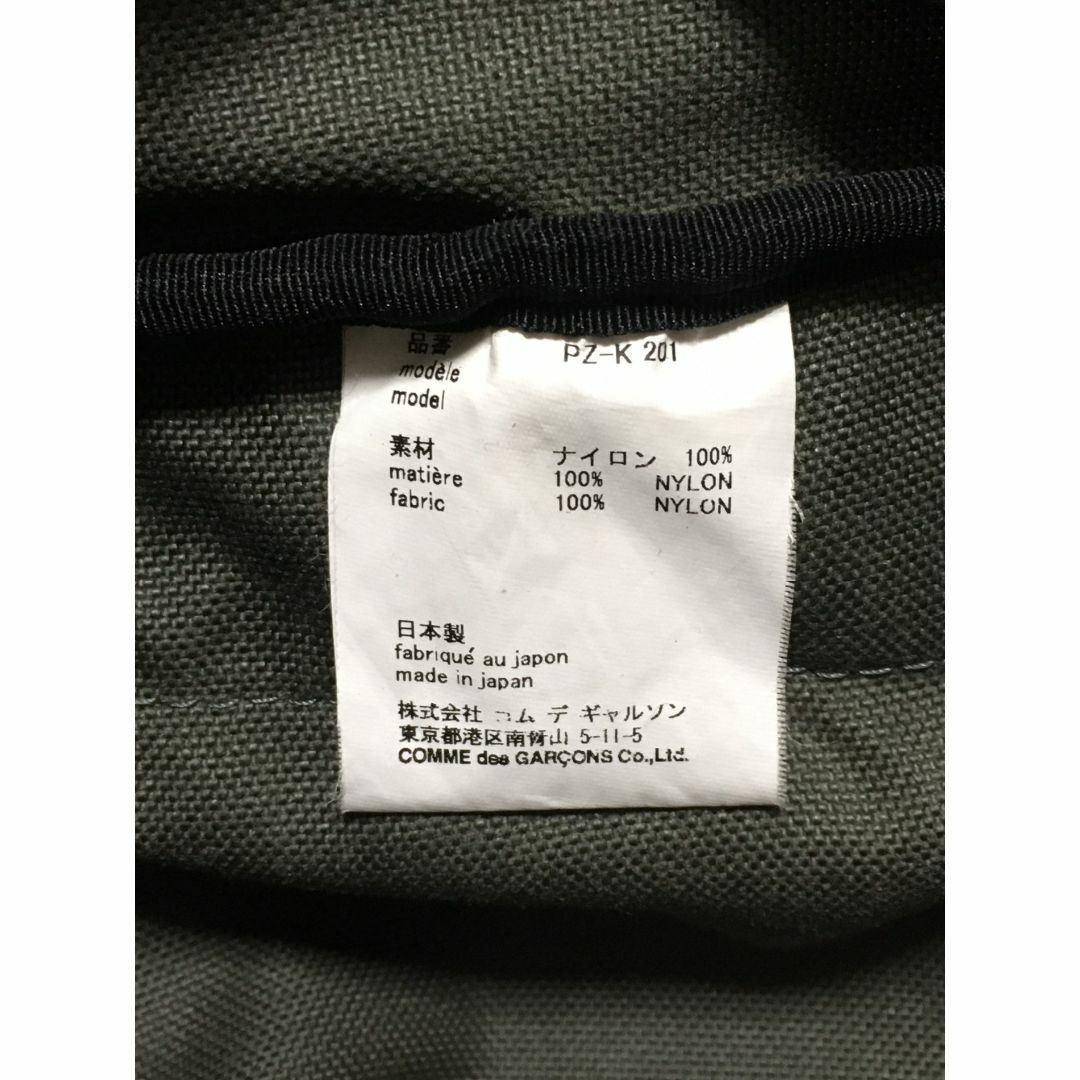 品番 PZ-K 201
modèle
model
素材 ナイロン 100%
matière 100% NYLON
fabric 100% NYLON
日本製
fabriqué au japon
made in japan
株式会社 コム デ ギャルソン
東京都港区南青山 5-11-5
COMME des GARÇONS Co.,Ltd.